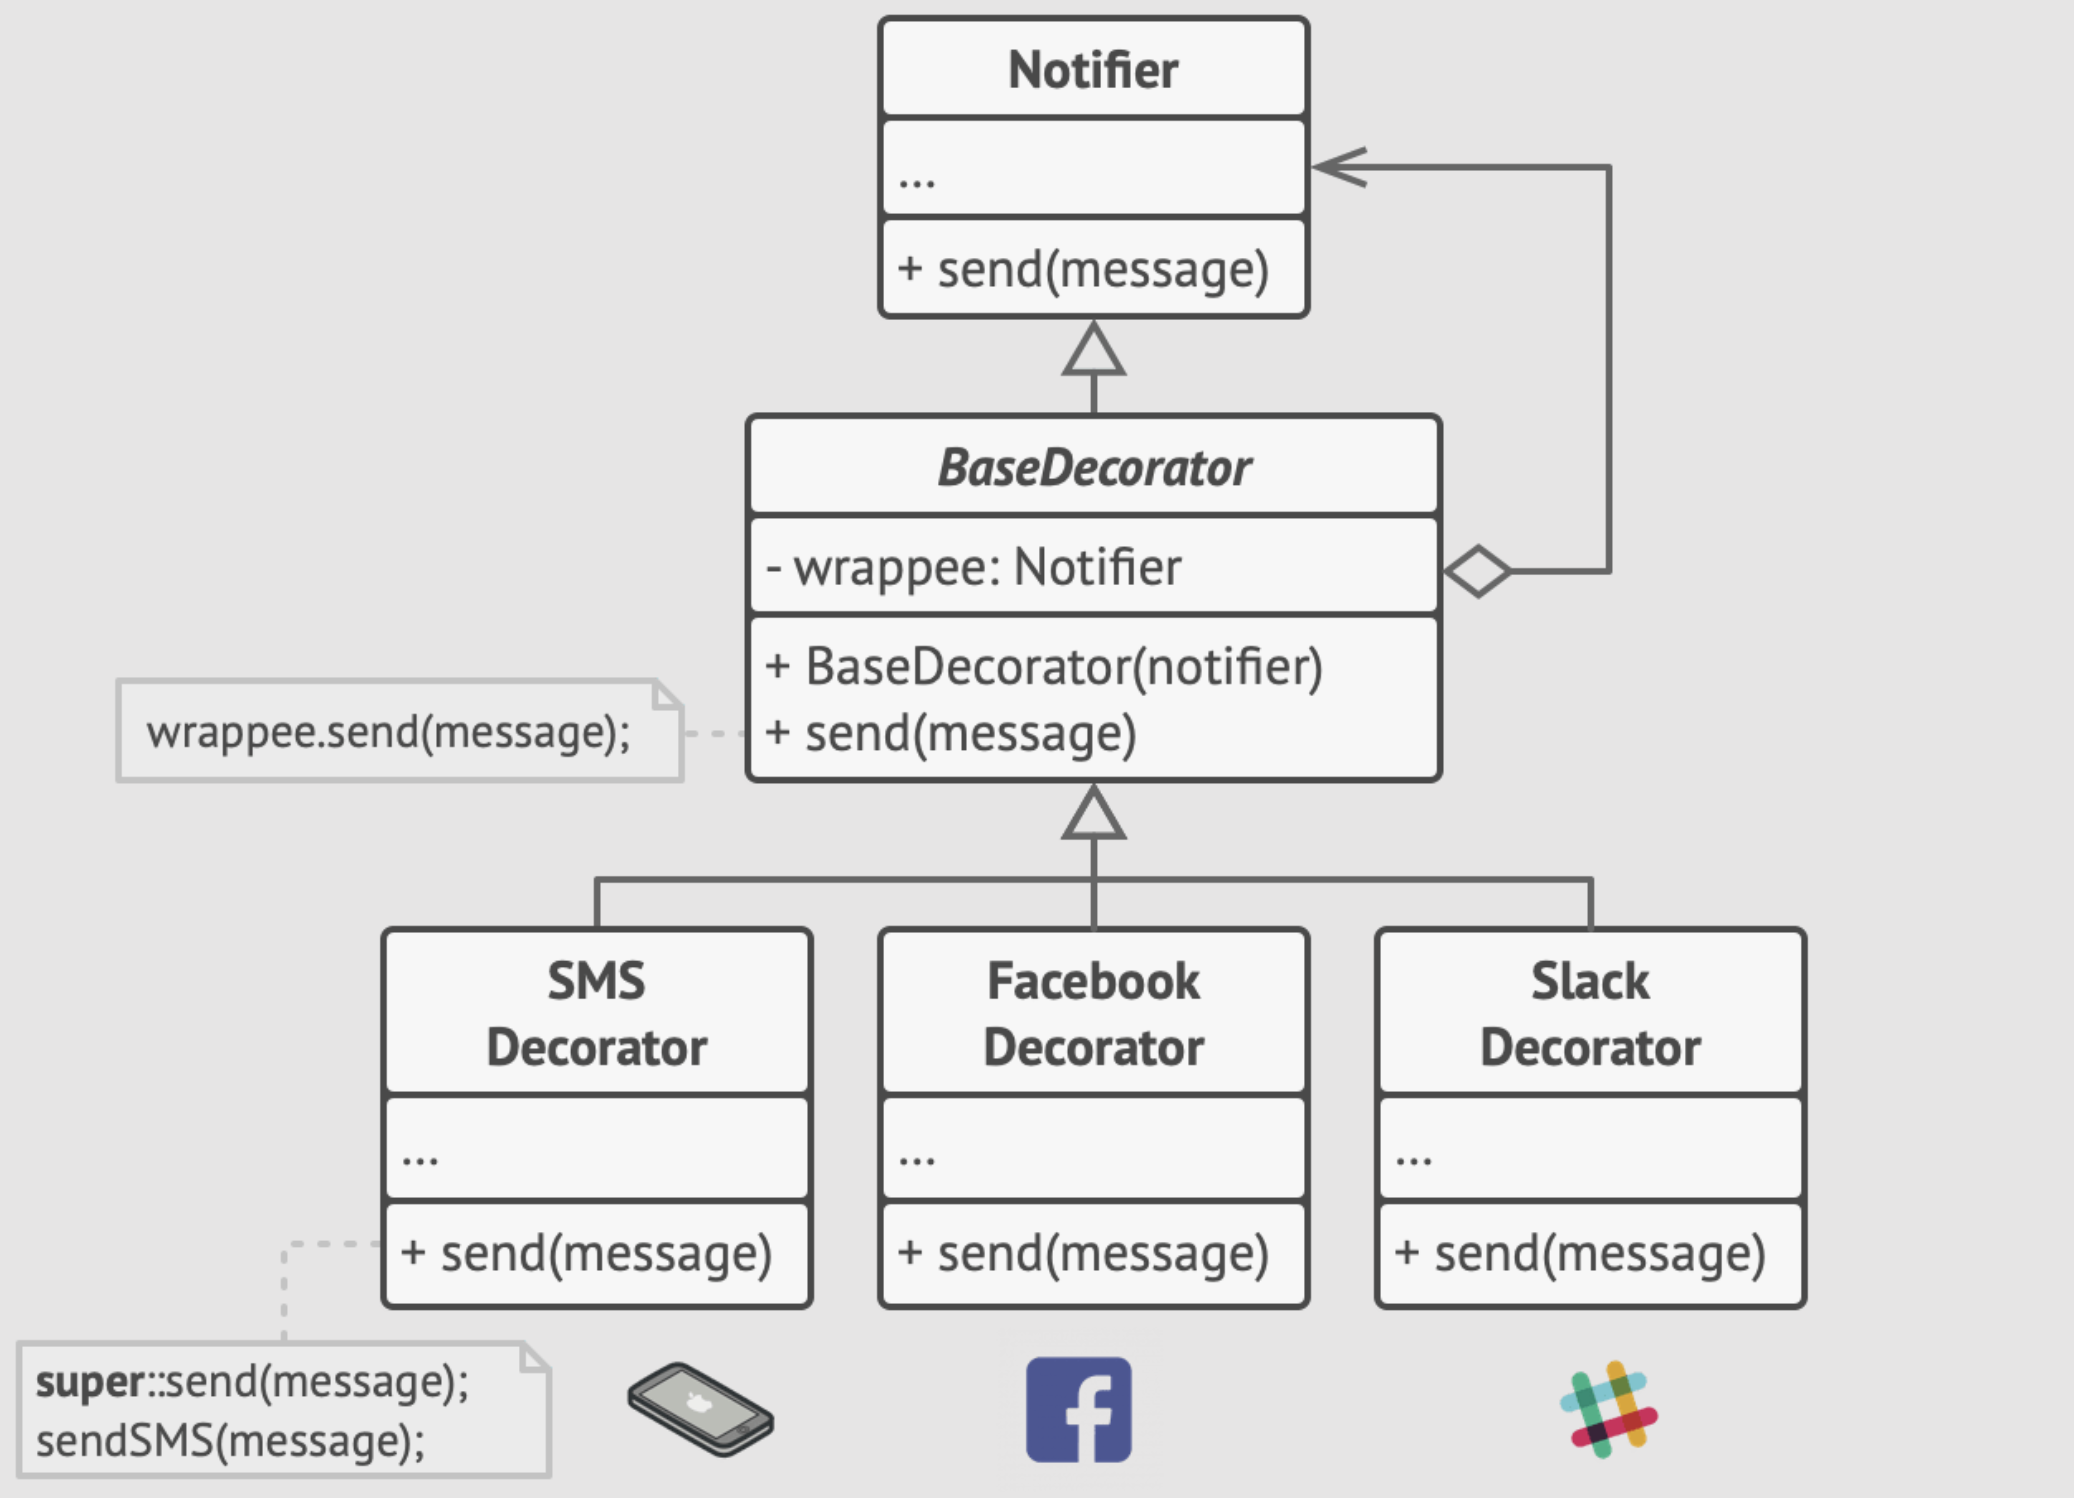 Notifier
...
+ send(message)
BaseDecorator
- wrappee: Notifier
+ BaseDecorator(notifier)
+ send(message)
wrappee.send(message);
SMS
Decorator
...
+ send(message)
Facebook
Decorator
...
+ send(message)
Slack
Decorator
...
+ send(message)
super::send(message);
sendSMS(message);
f